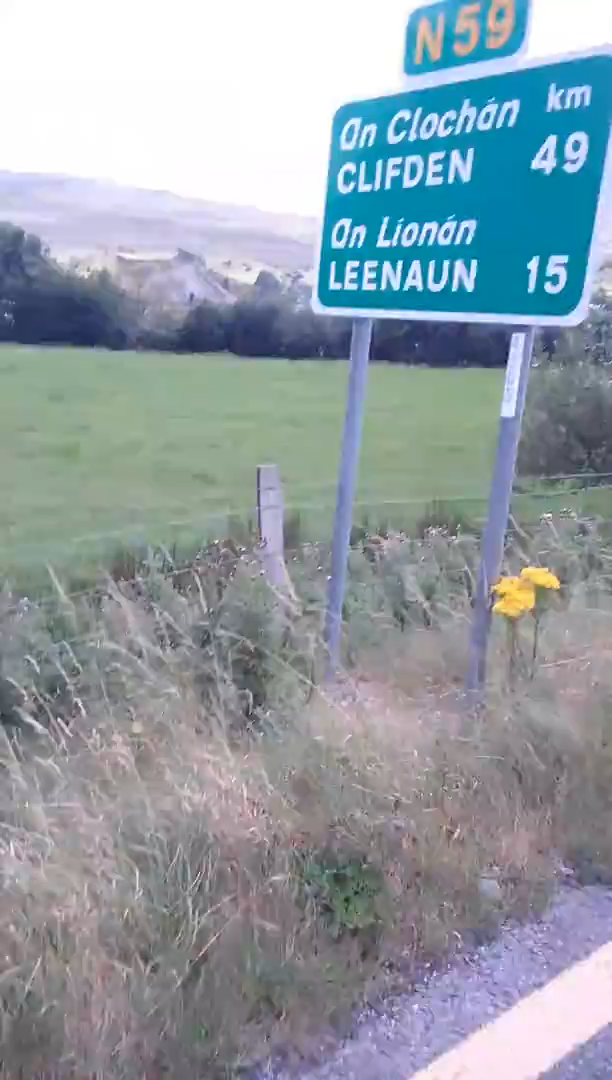 N59
An Clochán km
CLIFDEN 49
An Líonán
LEENAUN 15